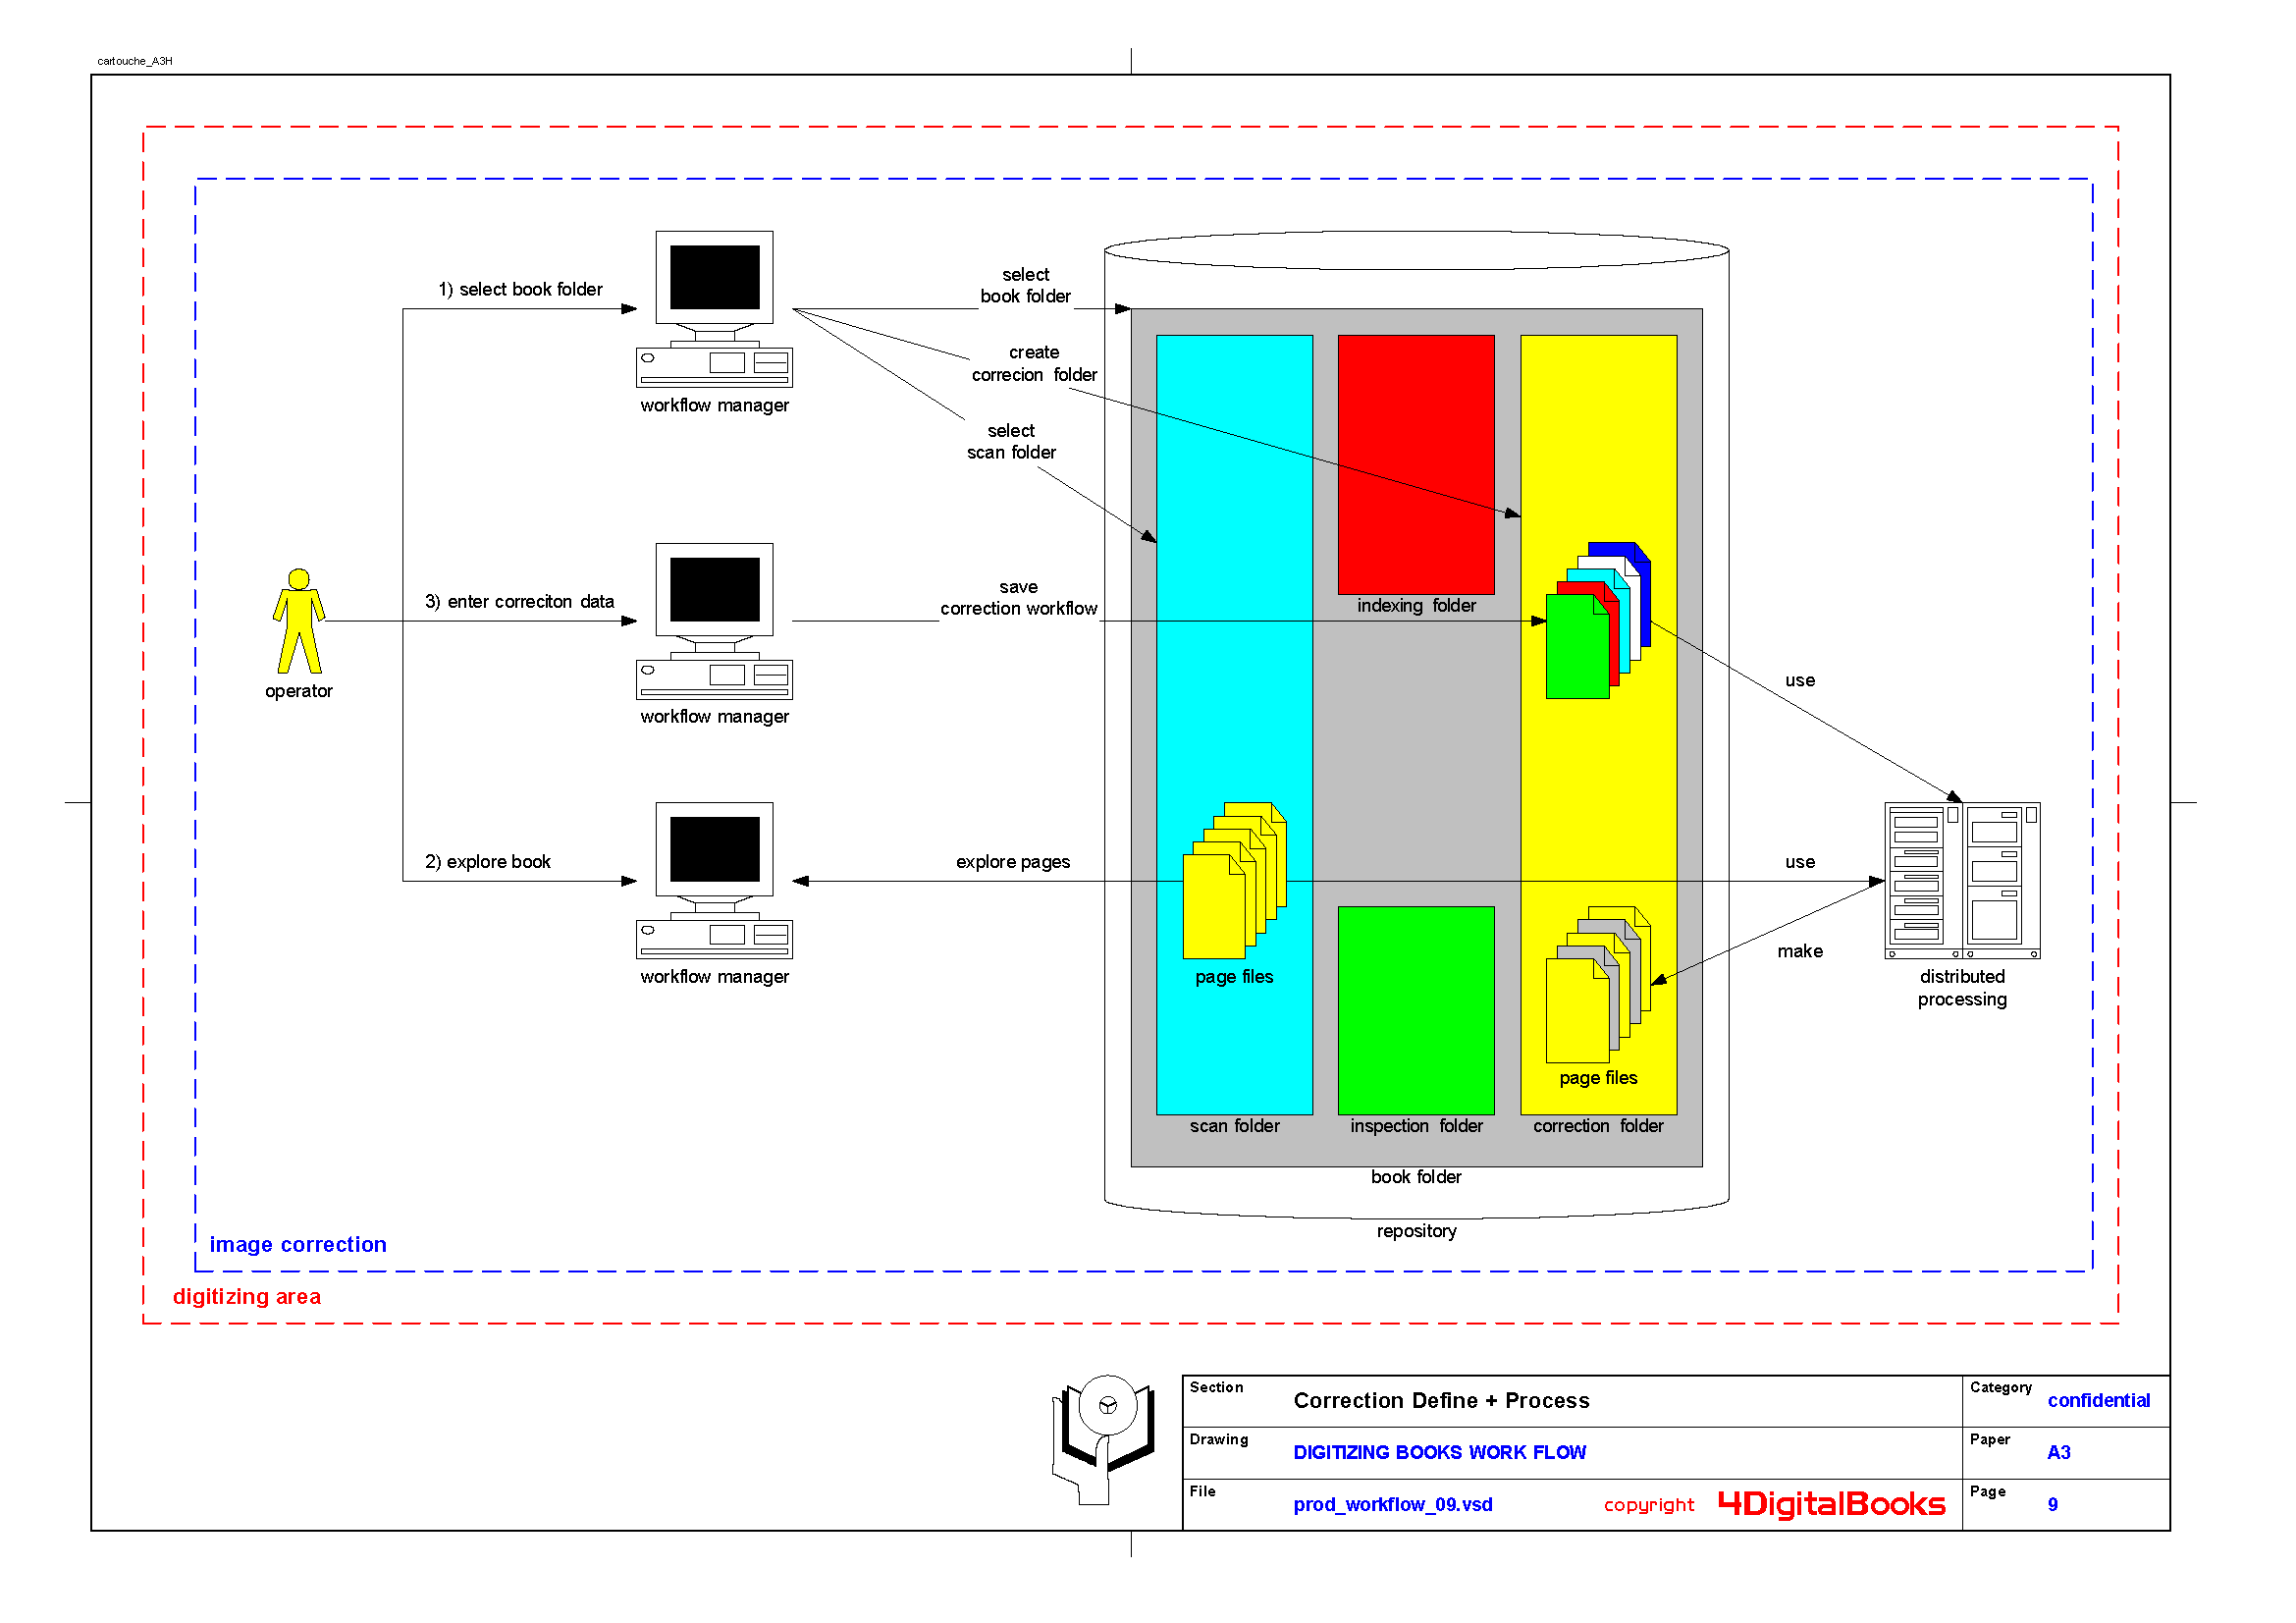 cartouche_A3H
1) select book folder
select
book folder
create
correcion folder
workflow manager
select
scan folder
3) enter correciton data
save
correction workflow
indexing folder
operator
workflow manager
use
2) explore book
explore pages
use
make
workflow manager
page files
distributed
processing
page files
scan folder
inspection folder
correction folder
book folder
repository
image correction
digitizing area
Section
Correction Define + Process
Category
confidential
Drawing
DIGITIZING BOOKS WORK FLOW
Paper
A3
File
prod_workflow_09.vsd
copyright 4DigitalBooks
Page
9